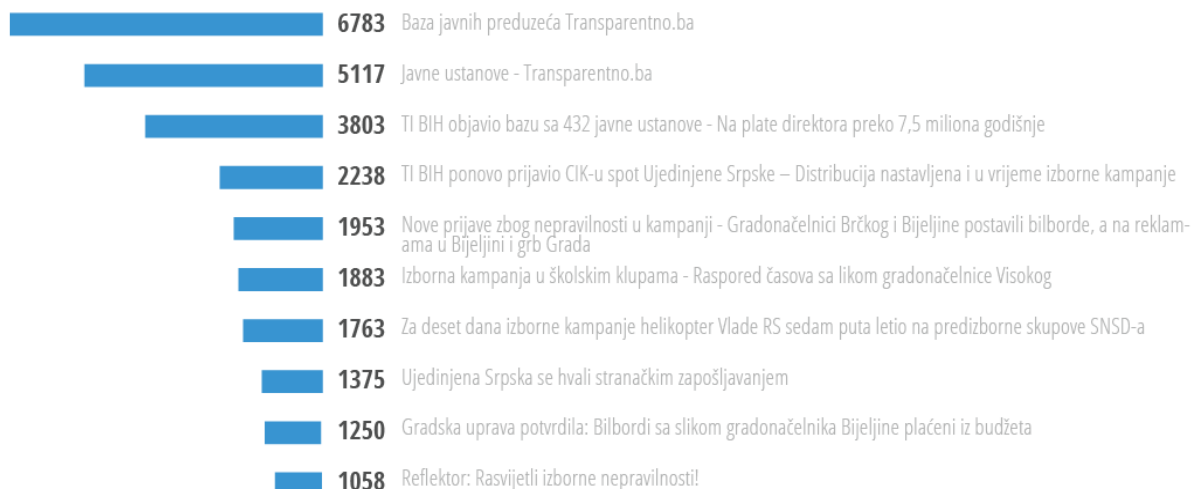 6783 Baza javnih preduzeća Transparentno.ba
5117 Javne ustanove - Transparentno.ba
3803 TI BIH objavio bazu sa 432 javne ustanove - Na plate direktora preko 7,5 miliona godišnje
2238 TI BIH ponovo prijavio CIK-u spot Ujedinjene Srpske – Distribucija nastavljena i u vrijeme izborne kampanje
1953 Nove prijave zbog nepravilnosti u kampanji - Gradonačelnici Brčkog i Bijeljine postavili bilborde, a na reklam-
ama u Bijeljini i grb Grada
1883 Izborna kampanja u školskim klupama - Raspored časova sa likom gradonačelnice Visokog
1763 Za deset dana izborne kampanje helikopter Vlade RS sedam puta letio na predizborne skupove SNSD-a
1375 Ujedinjena Srpska se hvali stranačkim zapošljavanjem
1250 Gradska uprava potvrdila: Bilbordi sa slikom gradonačelnika Bijeljine plaćeni iz budžeta
1058 Reflektor: Rasvijetli izborne nepravilnosti!